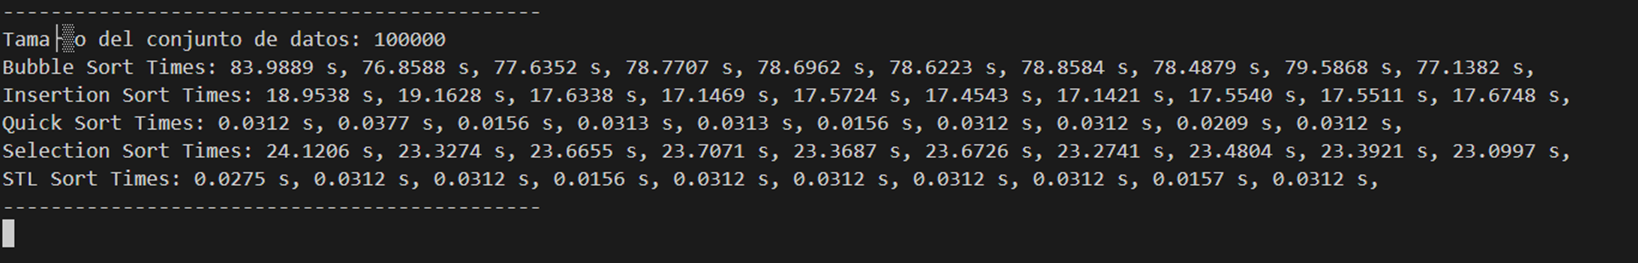 ---------------------------------------------
Tama├▒o del conjunto de datos: 100000
Bubble Sort Times: 83.9889 s, 76.8588 s, 77.6352 s, 78.7707 s, 78.6962 s, 78.6223 s, 78.8584 s, 78.4879 s, 79.5868 s, 77.1382 s,
Insertion Sort Times: 18.9538 s, 19.1628 s, 17.6338 s, 17.1469 s, 17.5724 s, 17.4543 s, 17.1421 s, 17.5540 s, 17.5511 s, 17.6748 s,
Quick Sort Times: 0.0312 s, 0.0377 s, 0.0156 s, 0.0313 s, 0.0313 s, 0.0156 s, 0.0312 s, 0.0312 s, 0.0209 s, 0.0312 s,
Selection Sort Times: 24.1206 s, 23.3274 s, 23.6655 s, 23.7071 s, 23.3687 s, 23.6726 s, 23.2741 s, 23.4804 s, 23.3921 s, 23.0997 s,
STL Sort Times: 0.0275 s, 0.0312 s, 0.0312 s, 0.0156 s, 0.0312 s, 0.0312 s, 0.0312 s, 0.0312 s, 0.0157 s, 0.0312 s,
---------------------------------------------